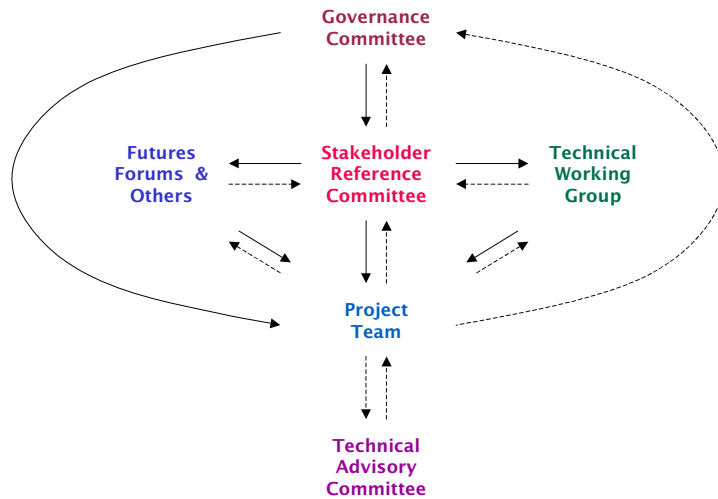 Governance
Committee
Futures
Forums & 
Others
Stakeholder
Reference
Committee
Technical
Working
Group
Project
Team
Technical
Advisory
Committee